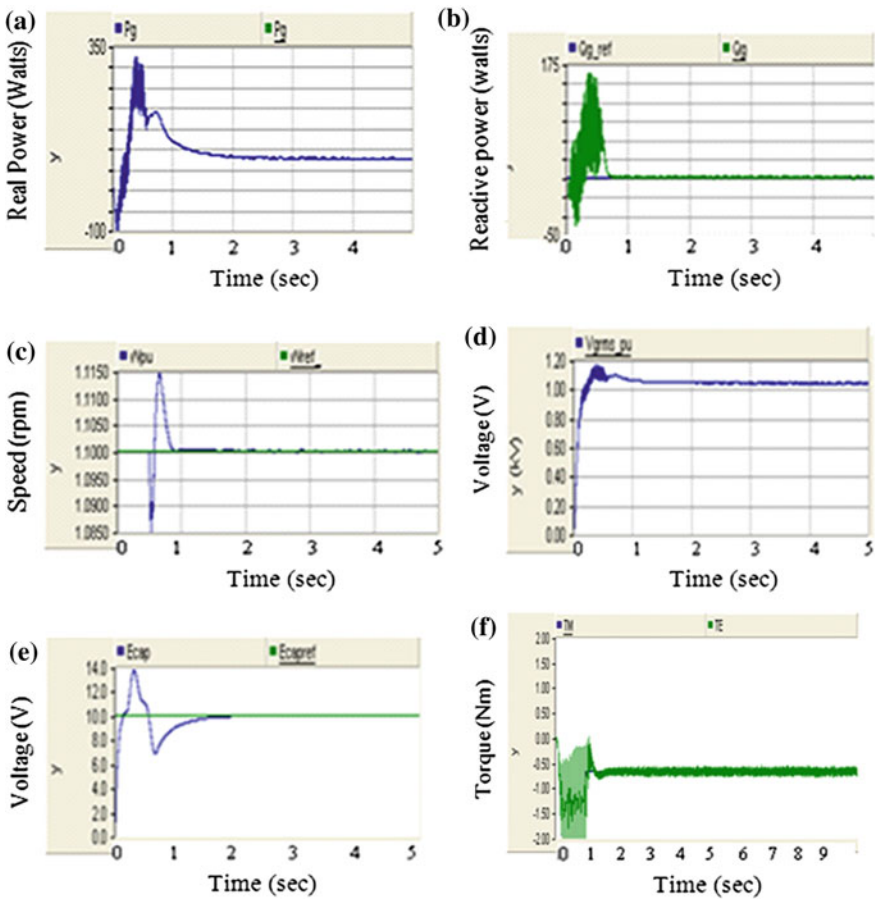 (a)
Pg
Pg
350
-100
Real Power (Watts)
y
0 1 2 3 4
Time (sec)
(b)
Qg_ref
Qg
175
-50
Reactive power (watts)
0 1 2 3 4
Time (sec)
(c)
Wpu
Wref_
1.1150
1.1100
1.1050
1.1000
1.0950
1.0900
1.0850
Speed (rpm)
y
0 1 2 3 4 5
Time (sec)
(d)
Vgrms_pu
1.20
1.00
0.80
0.60
0.40
0.20
0.00
Voltage (V)
y (kV)
0 1 2 3 4 5
Time (sec)
(e)
Ecap
Ecapref
14.0
12.0
10.0
8.0
6.0
4.0
2.0
0.0
Voltage (V)
y
0 1 2 3 4 5
Time (sec)
(f)
TM
TE
2.00
1.50
1.00
0.50
0.00
-0.50
-1.00
-1.50
-2.00
Torque (Nm)
y
0 1 2 3 4 5 6 7 8 9
Time (sec)